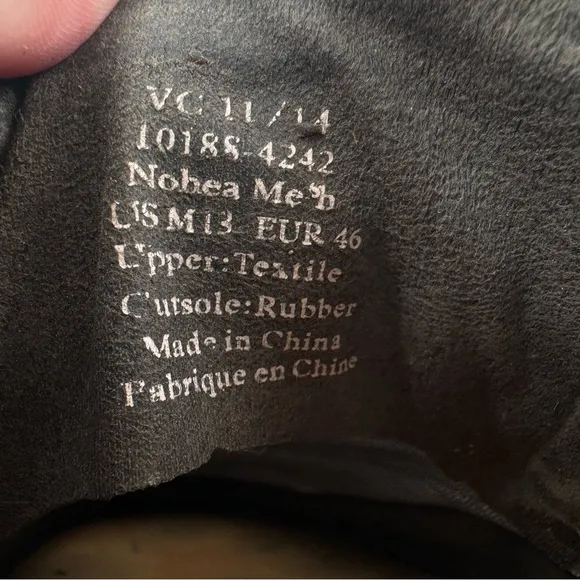 VC 11/14
10188-4242
Nohea Mesh
US M13 EUR 46
Upper:Textile
Outsole:Rubber
Made in China
Fabrique en Chine